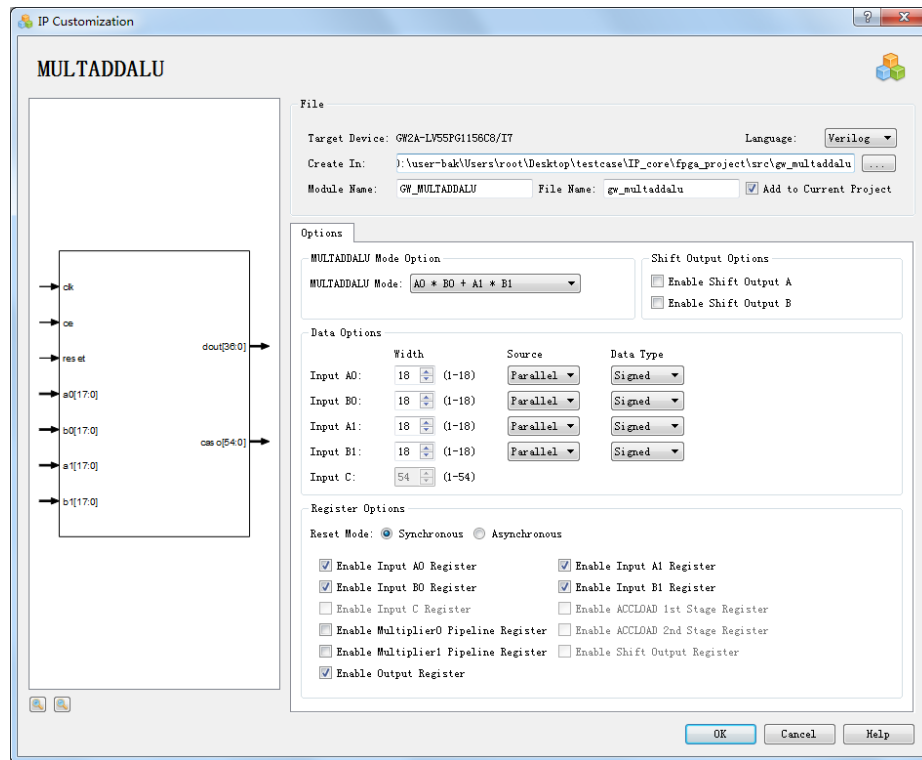 IP Customization
MULTADDALU
clk
ce
reset
a0[17:0]
b0[17:0]
a1[17:0]
b1[17:0]
dout[36:0]
caso[54:0]
File
Target Device: GW2A-LV55PG1156C8/I7 Language: Verilog
Create In: D:\user-bak\Users\root\Desktop\testcase\IP_core\fpga_project\src\gw_multaddalu ...
Module Name: GW_MULTADDALU File Name: gw_multaddalu Add to Current Project
Options
MULTADDALU Mode Option
MULTADDALU Mode: A0 * B0 + A1 * B1
Shift Output Options
Enable Shift Output A
Enable Shift Output B
Data Options
Width Source Data Type
Input A0: 18 (1-18) Parallel Signed
Input B0: 18 (1-18) Parallel Signed
Input A1: 18 (1-18) Parallel Signed
Input B1: 18 (1-18) Parallel Signed
Input C: 54 (1-54)
Register Options
Reset Mode: Synchronous Asynchronous
Enable Input A0 Register Enable Input A1 Register
Enable Input B0 Register Enable Input B1 Register
Enable Input C Register Enable ACCLOAD 1st Stage Register
Enable Multiplier0 Pipeline Register Enable ACCLOAD 2nd Stage Register
Enable Multiplier1 Pipeline Register Enable Shift Output Register
Enable Output Register
OK Cancel Help